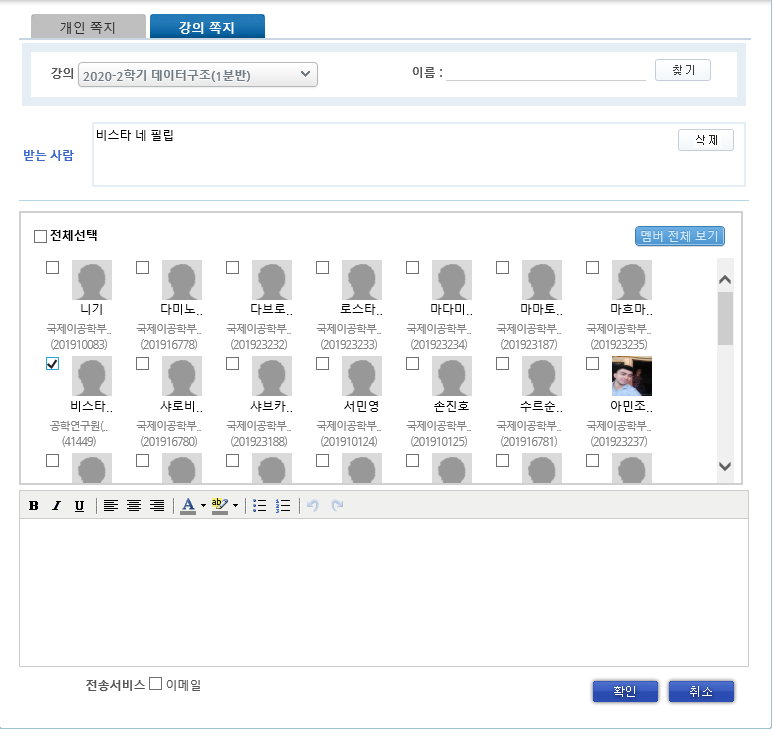 개인 쪽지 강의 쪽지
강의 2020-2학기 데이터구조(1분반) 이름 : 찾기
받는 사람 비스타 네 필립 삭제
전체선택 멤버 전체 보기
니기 다미노.. 다브로.. 로스타.. 마다미.. 마마토.. 마흐마..
국제이공학부.. 국제이공학부.. 국제이공학부.. 국제이공학부.. 국제이공학부.. 국제이공학부.. 국제이공학부..
(201910083) (201916778) (201923232) (201923233) (201923234) (201923187) (201923235)
비스타.. 샤로비.. 샤브카.. 서민영 손진호 수르순.. 아민조..
공학연구원(.. 국제이공학부.. 국제이공학부.. 국제이공학부.. 국제이공학부.. 국제이공학부.. 국제이공학부..
(41449) (201916780) (201923188) (201910124) (201910125) (201916781) (201923237)
B I U A ab
전송서비스 이메일 확인 취소